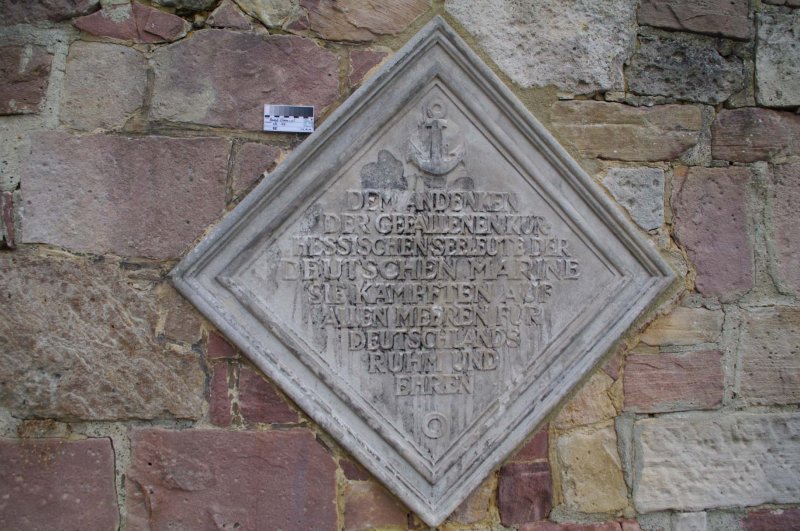 DEM ANDENKEN
DER GEFALLENEN KUR-
HESSISCHEN SEELEUTE DER
DEUTSCHEN MARINE
SIE KÄMPFTEN AUF
ALLEN MEEREN FÜR
DEUTSCHLANDS
RUHM UND
EHREN